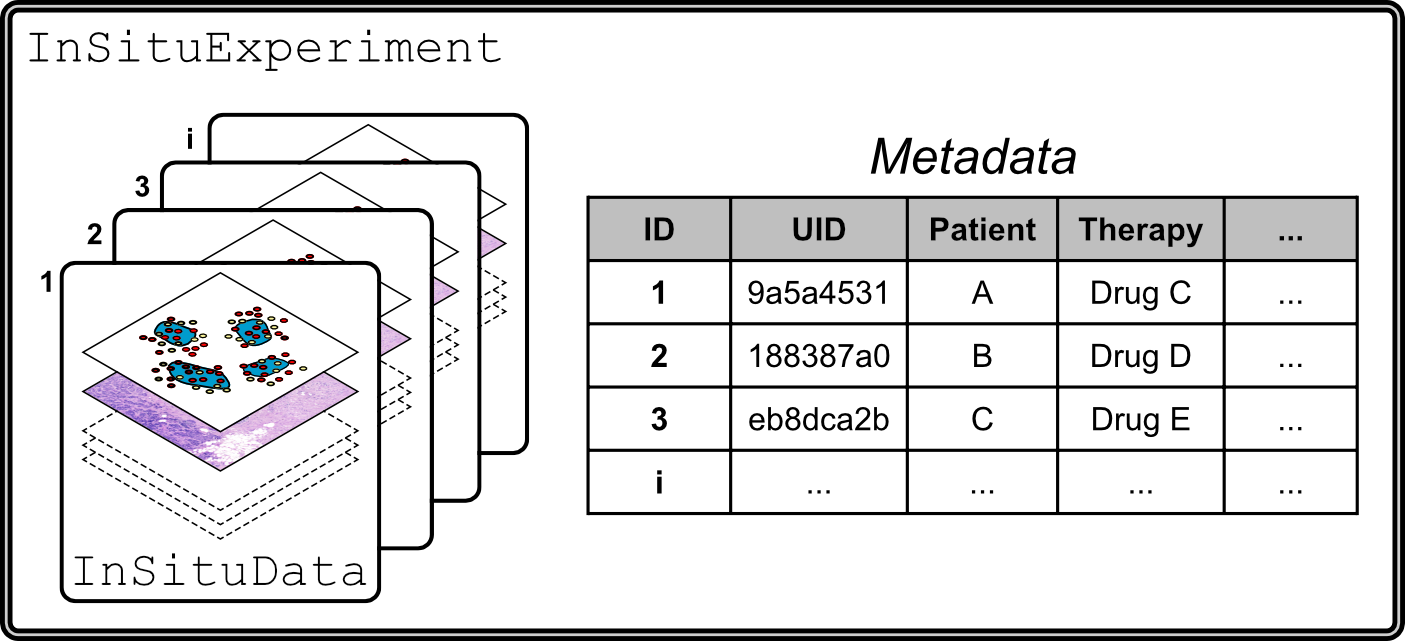 InSituExperiment
i
3
2
1
InSituData
Metadata
ID UID Patient Therapy ...
1 9a5a4531 A Drug C ...
2 188387a0 B Drug D ...
3 eb8dca2b C Drug E ...
i ... ... ... ...